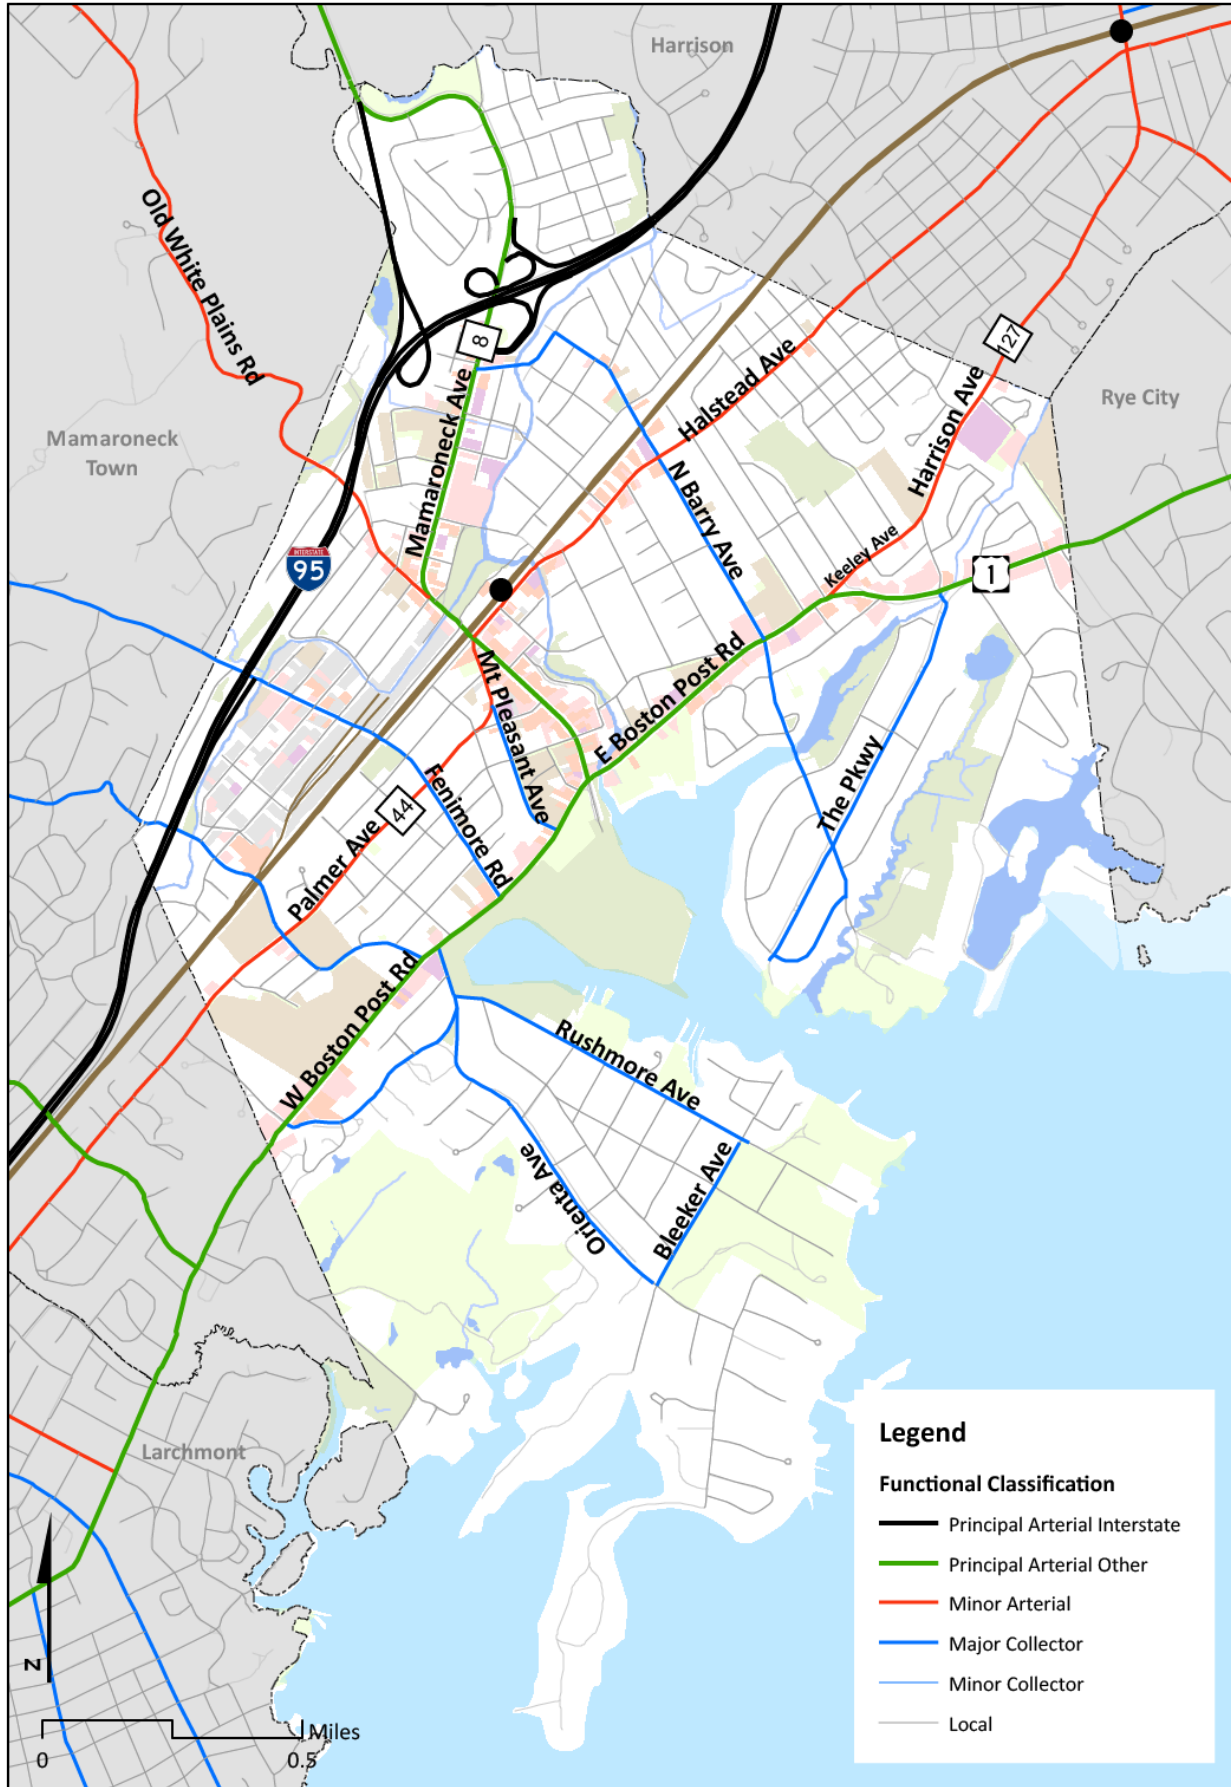 Harrison
Old White Plains Rd
8
127
Mamaroneck Ave
Halstead Ave
Rye City
Mamaroneck
Town
Harrison Ave
N Barry Ave
Keeley Ave
INTERSTATE
95
1
Mt Pleasant Ave
E Boston Post Rd
The Pkwy
Fenimore Rd
44
Palmer Ave
W Boston Post Rd
Rushmore Ave
Orienta Ave
Bleeker Ave
Larchmont
Legend
Functional Classification
Principal Arterial Interstate
Principal Arterial Other
Minor Arterial
Major Collector
Minor Collector
Local
N
Miles
0
0.5